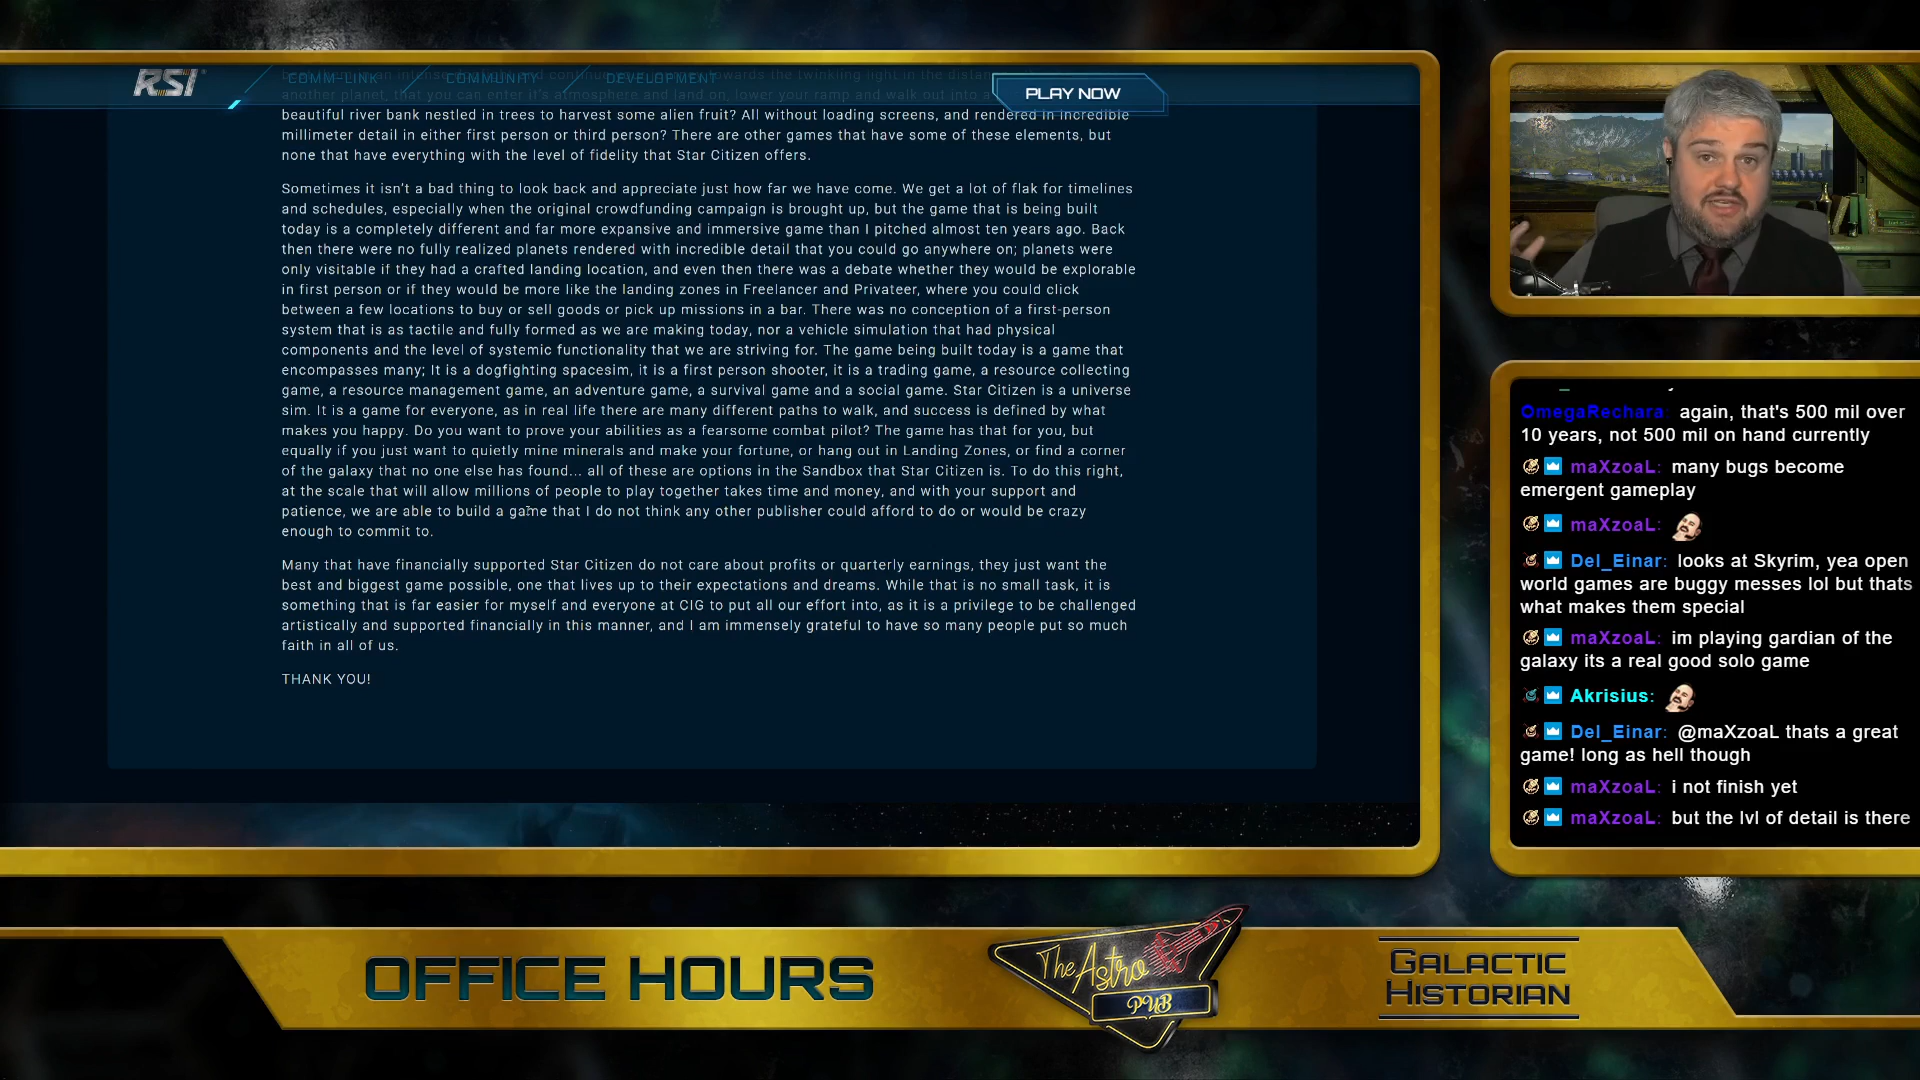 RSI
COMM-LINK
COMMUNITY
DEVELOPMENT
PLAY NOW
another planet, that you can enter it's atmosphere and land on, lower your ramp and walk out into a
beautiful river bank nestled in trees to harvest some alien fruit? All without loading screens, and rendered in incredible
millimeter detail in either first person or third person? There are other games that have some of these elements, but
none that have everything with the level of fidelity that Star Citizen offers.
Sometimes it isn't a bad thing to look back and appreciate just how far we have come. We get a lot of flak for timelines
and schedules, especially when the original crowdfunding campaign is brought up, but the game that is being built
today is a completely different and far more expansive and immersive game than I pitched almost ten years ago. Back
then there were no fully realized planets rendered with incredible detail that you could go anywhere on; planets were
only visitable if they had a crafted landing location, and even then there was a debate whether they would be explorable
in first person or if they would be more like the landing zones in Freelancer and Privateer, where you could click
between a few locations to buy or sell goods or pick up missions in a bar. There was no conception of a first-person
system that is as tactile and fully formed as we are making today, nor a vehicle simulation that had physical
components and the level of systemic functionality that we are striving for. The game being built today is a game that
encompasses many; It is a dogfighting spacesim, it is a first person shooter, it is a trading game, a resource collecting
game, a resource management game, an adventure game, a survival game and a social game. Star Citizen is a universe
sim. It is a game for everyone, as in real life there are many different paths to walk, and success is defined by what
makes you happy. Do you want to prove your abilities as a fearsome combat pilot? The game has that for you, but
equally if you just want to quietly mine minerals and make your fortune, or hang out in Landing Zones, or find a corner
of the galaxy that no one else has found... all of these are options in the Sandbox that Star Citizen is. To do this right,
at the scale that will allow millions of people to play together takes time and money, and with your support and
patience, we are able to build a game that I do not think any other publisher could afford to do or would be crazy
enough to commit to.
Many that have financially supported Star Citizen do not care about profits or quarterly earnings, they just want the
best and biggest game possible, one that lives up to their expectations and dreams. While that is no small task, it is
something that is far easier for myself and everyone at CIG to put all our effort into, as it is a privilege to be challenged
artistically and supported financially in this manner, and I am immensely grateful to have so many people put so much
faith in all of us.
THANK YOU!
OmegaRechara: again, that's 500 mil over
10 years, not 500 mil on hand currently
maXzoaL: many bugs become
emergent gameplay
maXzoaL:
Del_Einar: looks at Skyrim, yea open
world games are buggy messes lol but thats
what makes them special
maXzoaL: im playing gardian of the
galaxy its a real good solo game
Akrisius:
Del_Einar: @maXzoaL thats a great
game! long as hell though
maXzoaL: i not finish yet
maXzoaL: but the lvl of detail is there
OFFICE HOURS
The Astro
PUB
GALACTIC
HISTORIAN